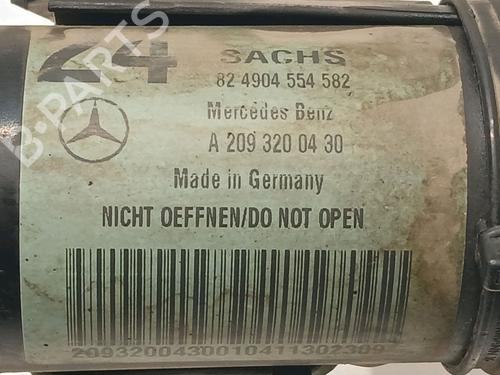 24 SACHS
82 4904 554 582
Mercedes Benz
A 209 320 04 30
Made in Germany
NICHT OEFFNEN/DO NOT OPEN
B-PARTS